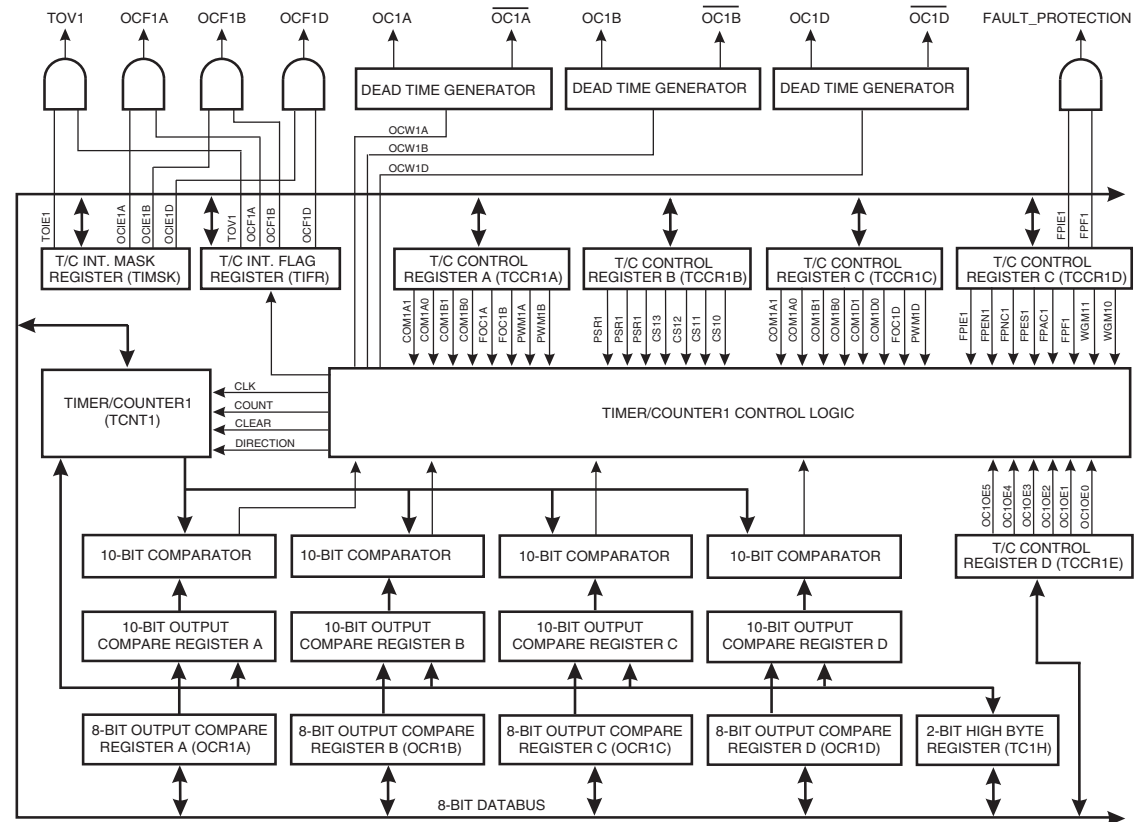 TOV1 OCF1A OCF1B OCF1D OC1A OC1A OC1B OC1B OC1D OC1D FAULT_PROTECTION
DEAD TIME GENERATOR DEAD TIME GENERATOR DEAD TIME GENERATOR
OCW1A
OCW1B
OCW1D
TOIE1 OCIE1A OCIE1B OCIE1D TOV1 OCF1A OCF1B OCF1D FPIE1 FPF1
T/C INT. MASK
REGISTER (TIMSK)
T/C INT. FLAG
REGISTER (TIFR)
T/C CONTROL
REGISTER A (TCCR1A)
T/C CONTROL
REGISTER B (TCCR1B)
T/C CONTROL
REGISTER C (TCCR1C)
T/C CONTROL
REGISTER C (TCCR1D)
COM1A1 COM1A0 COM1B1 COM1B0 FOC1A FOC1B PWM1A PWM1B
PSR1 PSR1 PSR1 CS13 CS12 CS11 CS10
COM1A1 COM1A0 COM1B1 COM1B0 COM1D1 COM1D0 FOC1D PWM1D
FPIE1 FPEN1 FPNC1 FPES1 FPAC1 FPF1 WGM11 WGM10
TIMER/COUNTER1
(TCNT1)
CLK
COUNT
CLEAR
DIRECTION
TIMER/COUNTER1 CONTROL LOGIC
OC1OE5 OC1OE4 OC1OE3 OC1OE2 OC1OE1 OC1OE0
10-BIT COMPARATOR 10-BIT COMPARATOR 10-BIT COMPARATOR 10-BIT COMPARATOR
T/C CONTROL
REGISTER D (TCCR1E)
10-BIT OUTPUT
COMPARE REGISTER A
10-BIT OUTPUT
COMPARE REGISTER B
10-BIT OUTPUT
COMPARE REGISTER C
10-BIT OUTPUT
COMPARE REGISTER D
8-BIT OUTPUT COMPARE
REGISTER A (OCR1A)
8-BIT OUTPUT COMPARE
REGISTER B (OCR1B)
8-BIT OUTPUT COMPARE
REGISTER C (OCR1C)
8-BIT OUTPUT COMPARE
REGISTER D (OCR1D)
2-BIT HIGH BYTE
REGISTER (TC1H)
8-BIT DATABUS